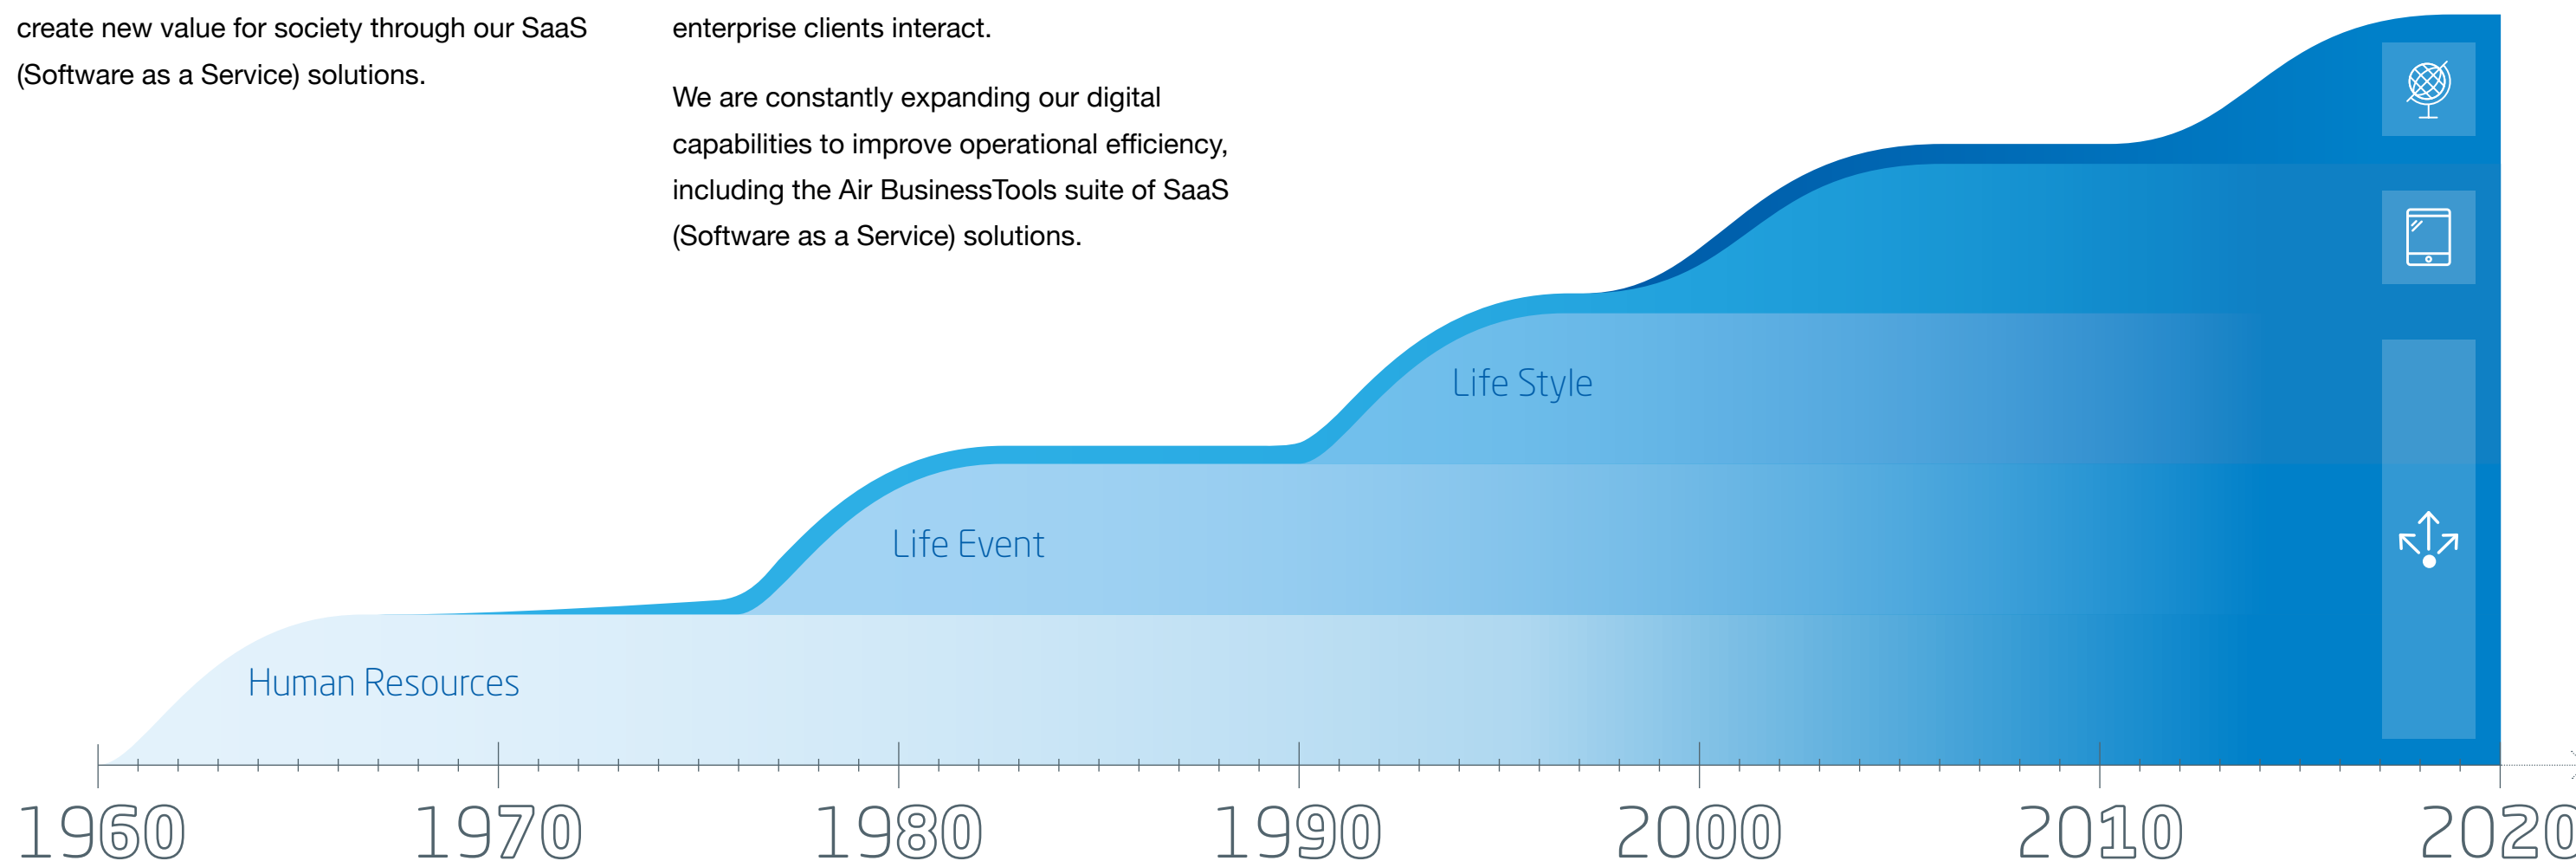 create new value for society through our SaaS
(Software as a Service) solutions.
enterprise clients interact.
We are constantly expanding our digital
capabilities to improve operational efficiency,
including the Air BusinessTools suite of SaaS
(Software as a Service) solutions.
Life Style
Life Event
Human Resources
1960 1970 1980 1990 2000 2010 2020